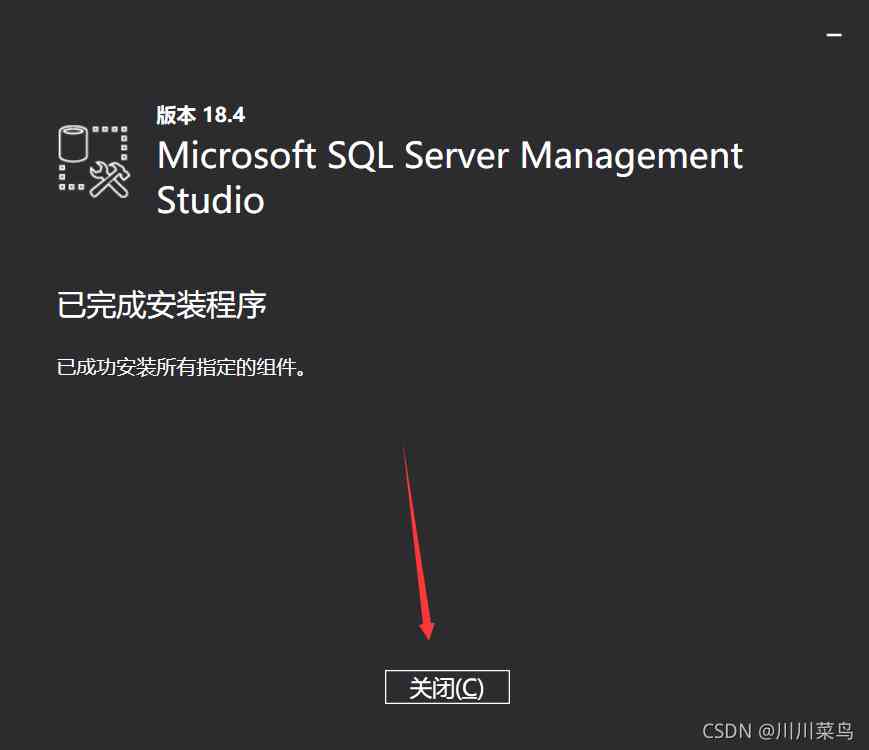 版本 18.4
Microsoft SQL Server Management
Studio
已完成安装程序
已成功安装所有指定的组件。
关闭(C)
CSDN @川川菜鸟